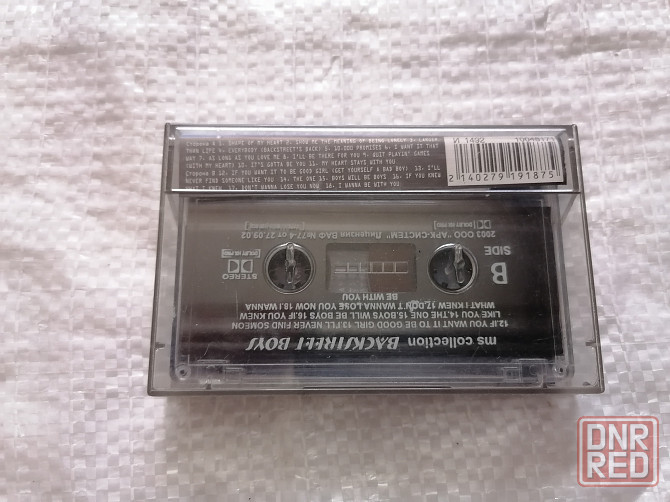 И 1492
Сторона А 1. SHAPE OF MY HEART 2. SHOW ME THE MEANING OF BEING LONELY 3. LARGER
THAN LIFE 4. EVERYBODY (BACKSTREET'S BACK) 5. 10.000 PROMISES 6. I WANT IT THAT
WAY 7. AS LONG AS YOU LOVE ME 8. I'LL BE THERE FOR YOU 9. QUIT PLAYIN' GAMES
(WITH MY HEART) 10. IT'S GOTTA BE YOU 11. MY HEART STAYS WITH YOU
Сторона В 12. IF YOU WANT IT TO BE GOOD GIRL (GET YOURSELF A BAD BOY) 13. I'LL
NEVER FIND SOMEONE LIKE YOU 14. THE ONE 15. BOYS WILL BE BOYS 16. IF YOU KNEW
WHAT I KNEW 17. DON'T WANNA LOSE YOU NOW 18. I WANNA BE WITH YOU
2 140279 191875
ms collection BACKSTREET BOYS
12.IF YOU WANT IT TO BE GOOD GIRL 13.I'LL NEVER FIND SOMEON
LIKE YOU 14.THE ONE 15.BOYS WILL BE BOYS 16.IF YOU KNEW
WHAT I KNEW 17.DON'T WANNA LOSE YOU NOW 18.I WANNA
BE WITH YOU
SIDE
B
STEREO
2003 ООО "АРК-СИСТЕМ" Лицензия ВАФ №77-4 от 27.09.02
DNR
RED